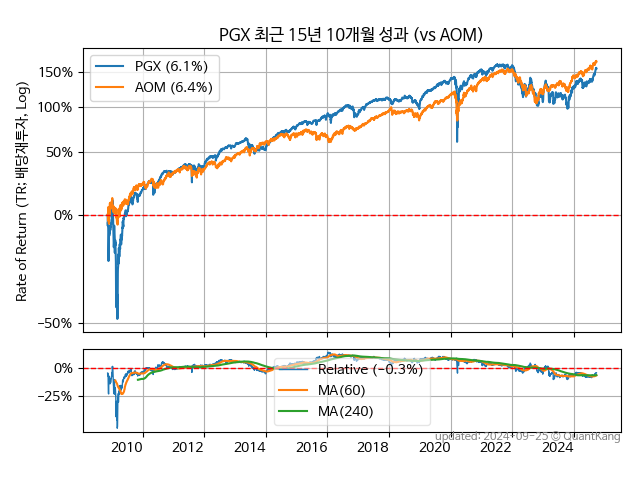 PGX 최근 15년 10개월 성과 (vs AOM)
Rate of Return (TR; 배당재투자, Log)
150%
100%
50%
0%
−50%
PGX (6.1%)
AOM (6.4%)
0%
−25%
Relative (−0.3%)
MA(60)
MA(240)
2010 2012 2014 2016 2018 2020 2022 2024
updated: 2024-09-25 © QuantKang